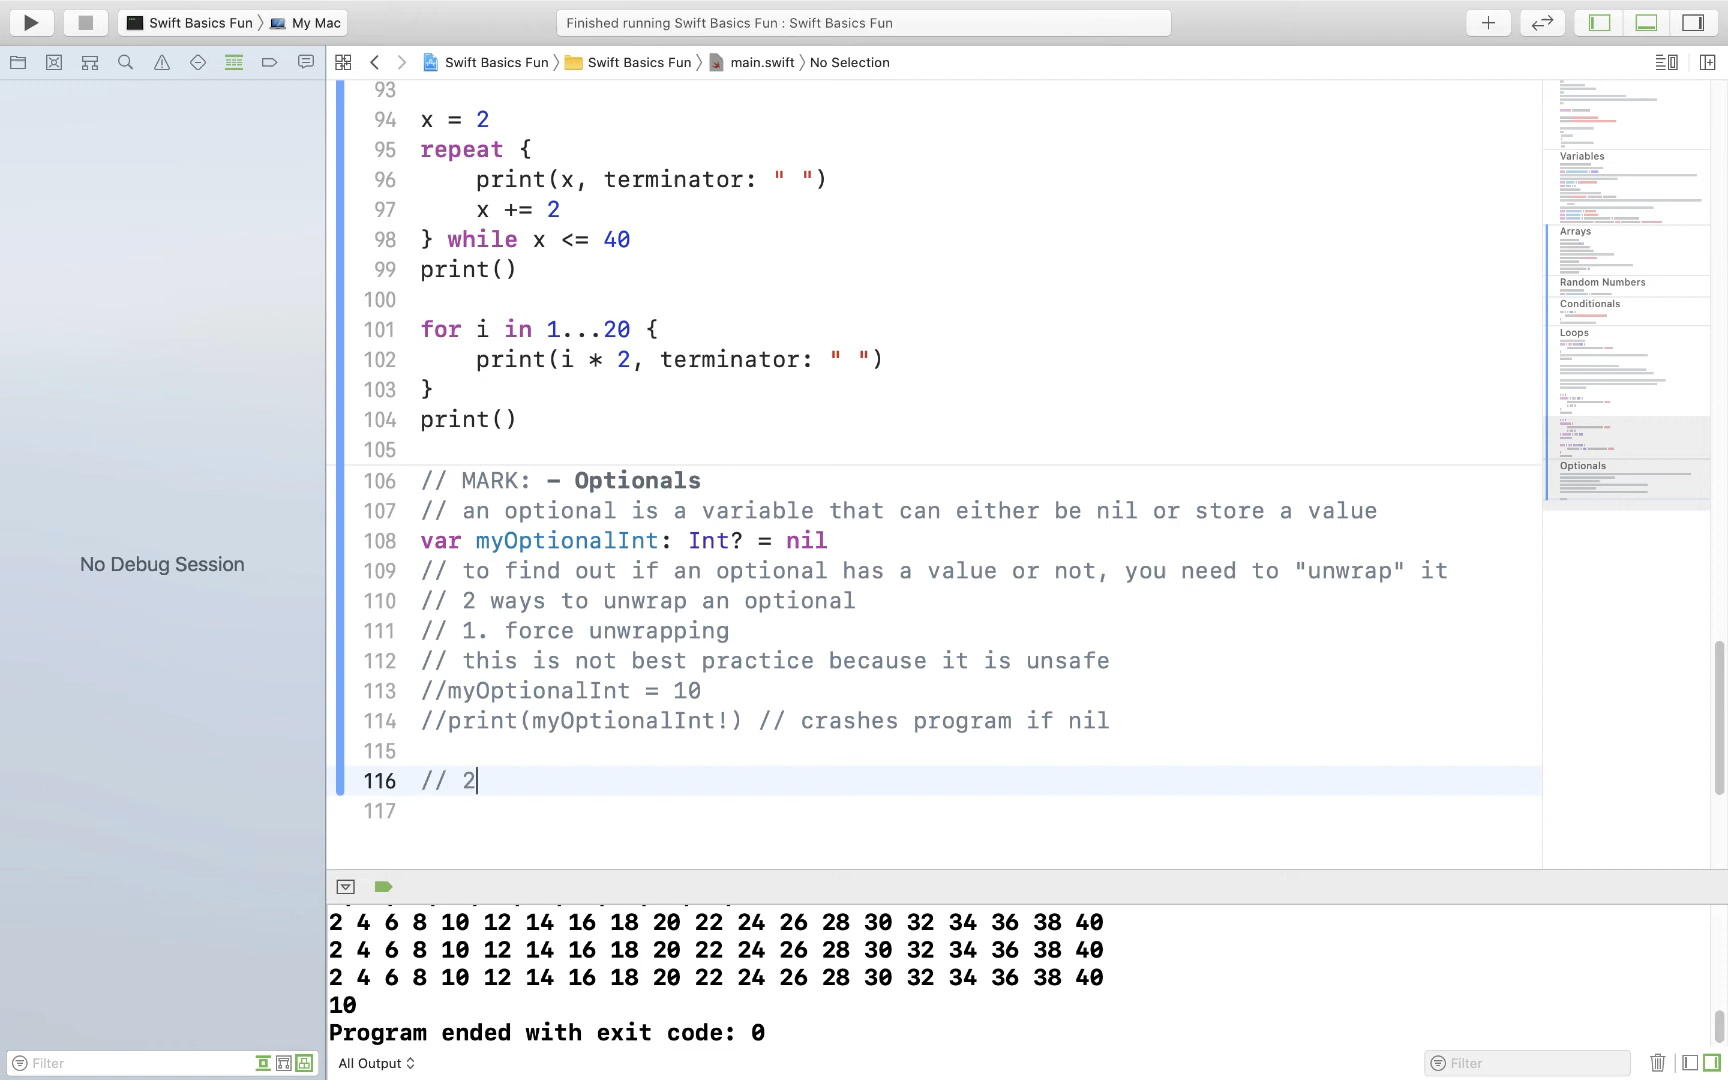 Swift Basics Fun My Mac
Finished running Swift Basics Fun : Swift Basics Fun
Swift Basics Fun Swift Basics Fun main.swift No Selection
93
94 x = 2
95 repeat {
96 print(x, terminator: " ")
97 x += 2
98 } while x <= 40
99 print()
100
101 for i in 1...20 {
102 print(i * 2, terminator: " ")
103 }
104 print()
105
106 // MARK: - Optionals
107 // an optional is a variable that can either be nil or store a value
108 var myOptionalInt: Int? = nil
109 // to find out if an optional has a value or not, you need to "unwrap" it
110 // 2 ways to unwrap an optional
111 // 1. force unwrapping
112 // this is not best practice because it is unsafe
113 //myOptionalInt = 10
114 //print(myOptionalInt!) // crashes program if nil
115
116 // 2
117
Variables
Arrays
Random Numbers
Conditionals
Loops
Optionals
No Debug Session
2 4 6 8 10 12 14 16 18 20 22 24 26 28 30 32 34 36 38 40
2 4 6 8 10 12 14 16 18 20 22 24 26 28 30 32 34 36 38 40
2 4 6 8 10 12 14 16 18 20 22 24 26 28 30 32 34 36 38 40
10
Program ended with exit code: 0
Filter
All Output
Filter